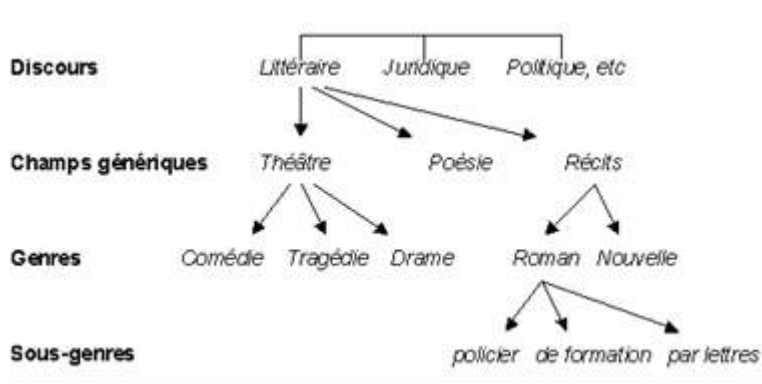 Discours Littéraire Juridique Politique, etc
Champs génériques Théâtre Poésie Récits
Genres Comédie Tragédie Drame Roman Nouvelle
Sous-genres policier de formation par lettres